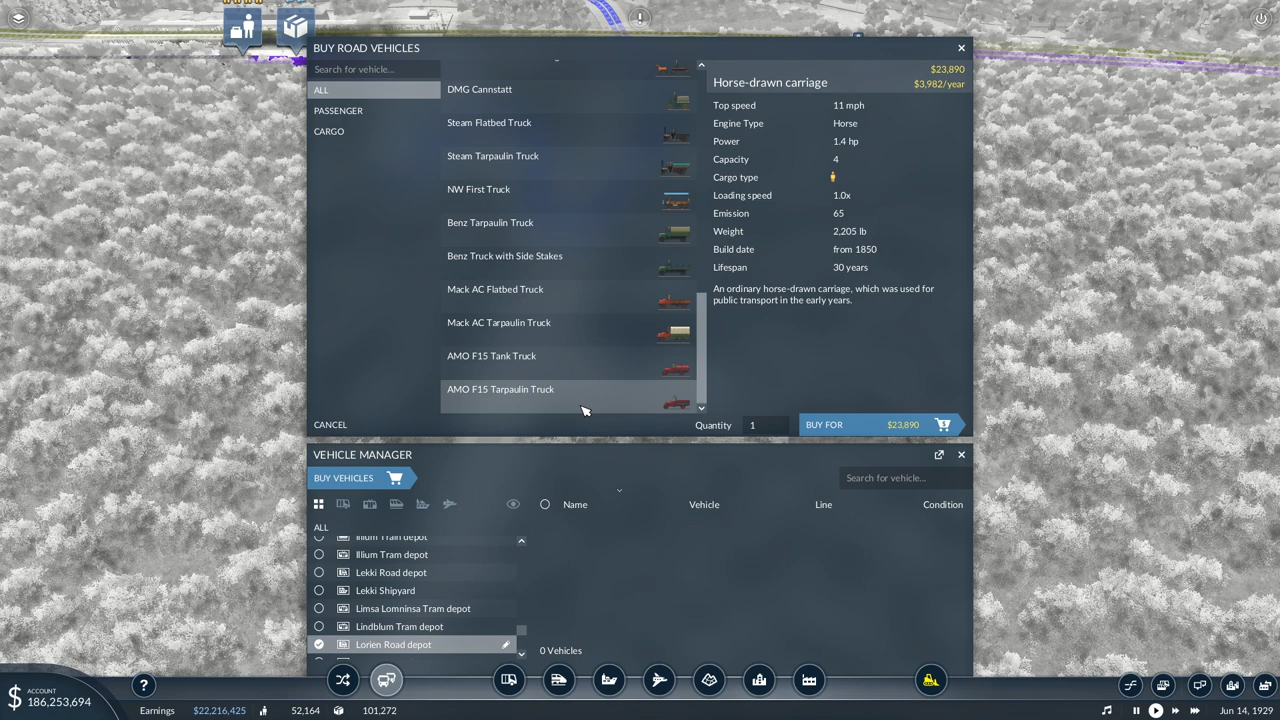 BUY ROAD VEHICLES
Search for vehicle...
ALL
PASSENGER
CARGO
DMG Cannstatt
Steam Flatbed Truck
Steam Tarpaulin Truck
NW First Truck
Benz Tarpaulin Truck
Benz Truck with Side Stakes
Mack AC Flatbed Truck
Mack AC Tarpaulin Truck
AMO F15 Tank Truck
AMO F15 Tarpaulin Truck
$23,890
Horse-drawn carriage
$3,982/year
Top speed 11 mph
Engine Type Horse
Power 1.4 hp
Capacity 4
Cargo type
Loading speed 1.0x
Emission 65
Weight 2,205 lb
Build date from 1850
Lifespan 30 years
An ordinary horse-drawn carriage, which was used for
public transport in the early years.
CANCEL
Quantity 1
BUY FOR $23,890
VEHICLE MANAGER
BUY VEHICLES
Search for vehicle...
Name Vehicle Line Condition
ALL
Illium Train depot
Illium Tram depot
Lekki Road depot
Lekki Shipyard
Limsa Lomninsa Tram depot
Lindblum Tram depot
Lorien Road depot
0 Vehicles
$ ACCOUNT
186,253,694
?
Earnings $22,216,425 52,164 101,272
Jun 14, 1929